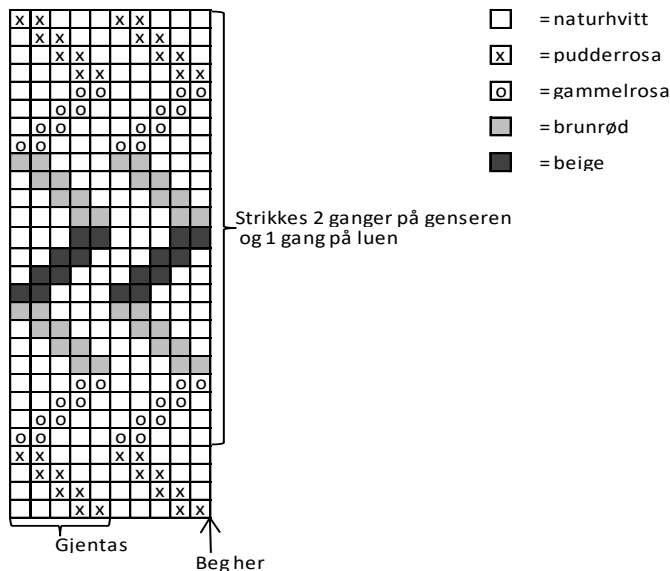 x x x x
x x x x
x x x x
x x x x
o o o o
o o o o
o o o o
o o o o
o o o o
o o o o
o o o o
o o o o
x x x x
x x x x
x x x x
x x x x
= naturhvitt
x = pudderrosa
o = gammelrosa
= brunrød
= beige
Strikkes 2 ganger på genseren
og 1 gang på luen
Gjentas
Beg her